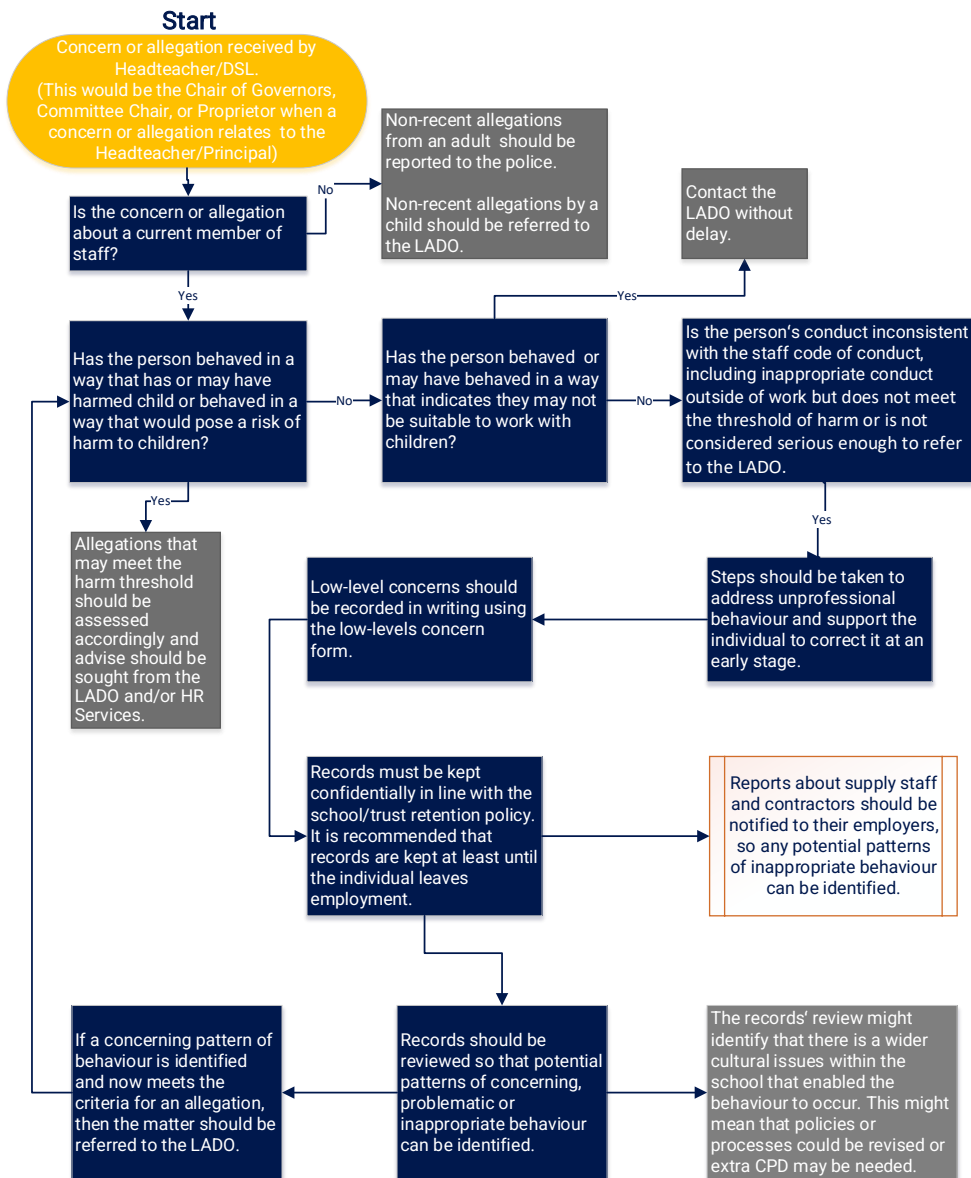 Start
Concern or allegation received by
Headteacher/DSL.
(This would be the Chair of Governors,
Committee Chair, or Proprietor when a
concern or allegation relates to the
Headteacher/Principal)
Non-recent allegations
from an adult should be
reported to the police.
Non-recent allegations by a
child should be referred to
the LADO.
No
Contact the
LADO without
delay.
Is the concern or allegation
about a current member of
staff?
Yes
Yes
Has the person behaved in a
way that has or may have
harmed child or behaved in a
way that would pose a risk of
harm to children?
No
Has the person behaved or
may have behaved in a way
that indicates they may not
be suitable to work with
children?
No
Is the person's conduct inconsistent
with the staff code of conduct,
including inappropriate conduct
outside of work but does not meet
the threshold of harm or is not
considered serious enough to refer
to the LADO.
Yes
Yes
Allegations that
may meet the
harm threshold
should be
assessed
accordingly and
advise should be
sought from the
LADO and/or HR
Services.
Low-level concerns should
be recorded in writing using
the low-levels concern
form.
Steps should be taken to
address unprofessional
behaviour and support the
individual to correct it at an
early stage.
Records must be kept
confidentially in line with the
school/trust retention policy.
It is recommended that
records are kept at least until
the individual leaves
employment.
Reports about supply staff
and contractors should be
notified to their employers,
so any potential patterns
of inappropriate behaviour
can be identified.
If a concerning pattern of
behaviour is identified
and now meets the
criteria for an allegation,
then the matter should be
referred to the LADO.
Records should be
reviewed so that potential
patterns of concerning,
problematic or
inappropriate behaviour
can be identified.
The records' review might
identify that there is a wider
cultural issues within the
school that enabled the
behaviour to occur. This might
mean that policies or
processes could be revised or
extra CPD may be needed.